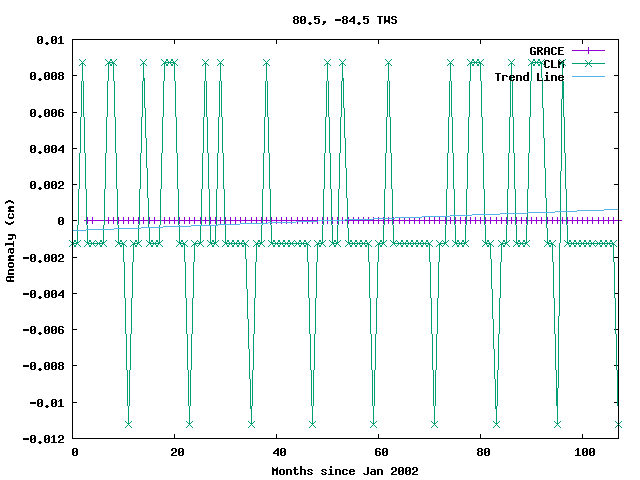 80.5, -84.5 TWS
0.01
0.008
0.006
0.004
0.002
0
-0.002
-0.004
-0.006
-0.008
-0.01
-0.012
Anomaly (cm)
GRACE
CLM
Trend Line
0 20 40 60 80 100
Months since Jan 2002